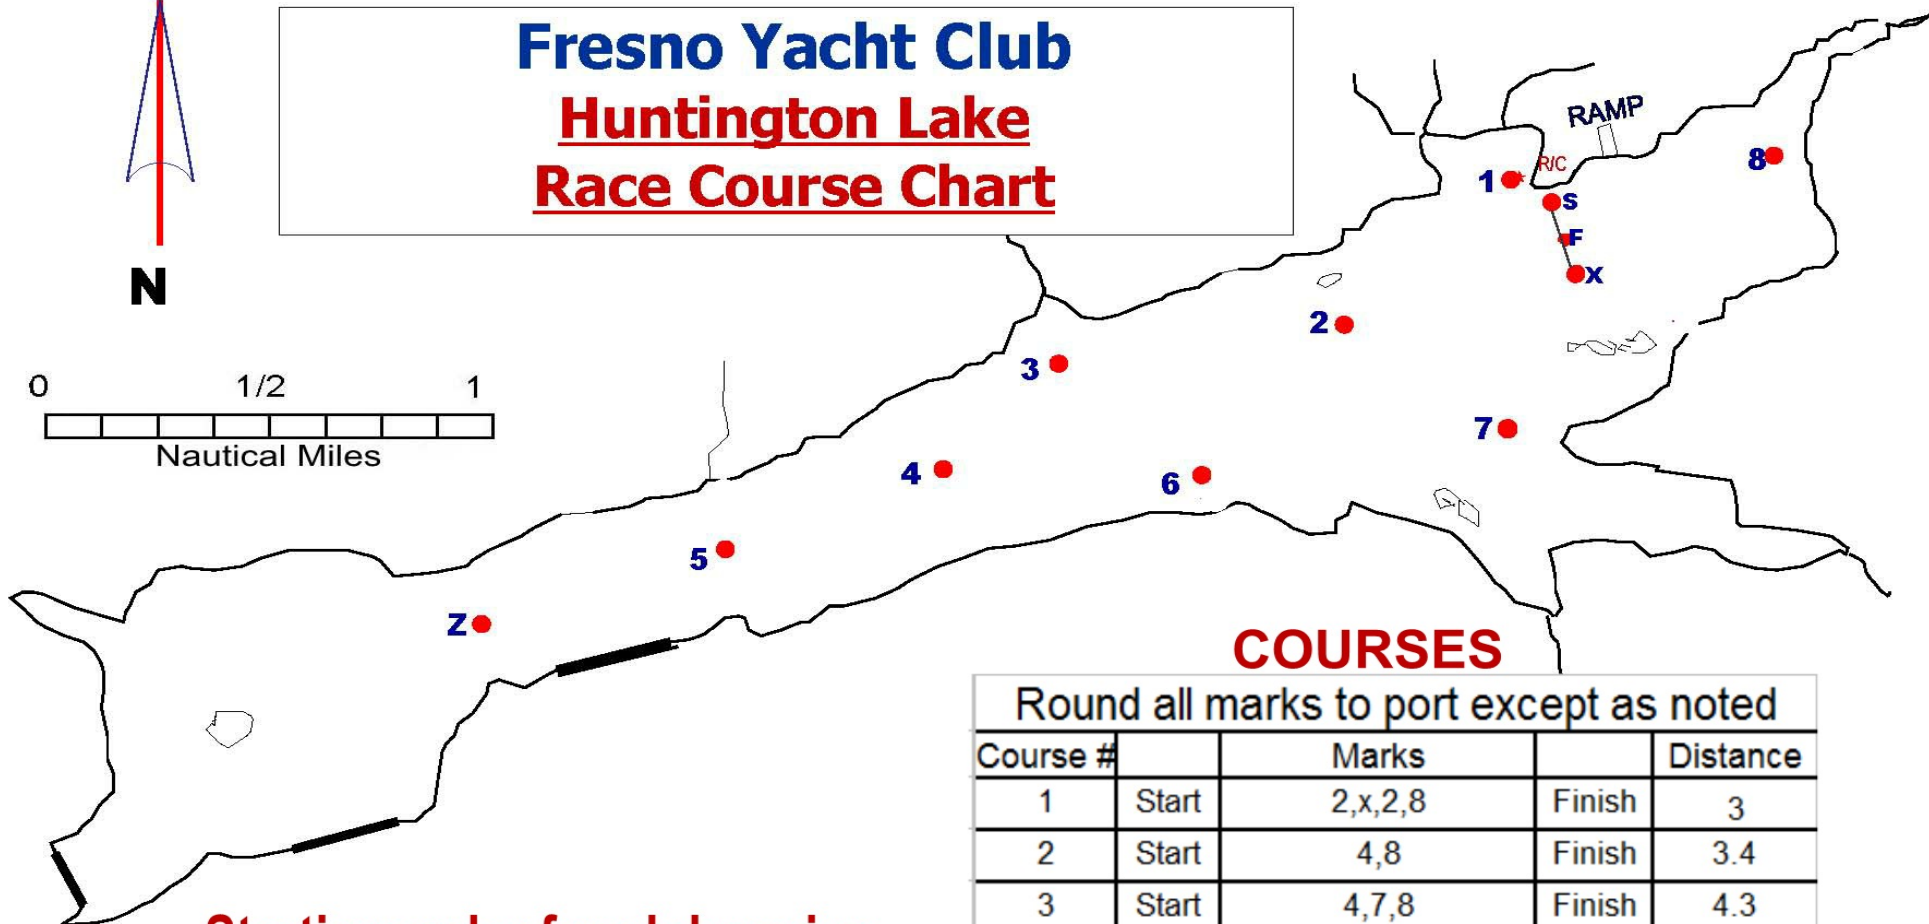 Fresno Yacht Club
Huntington Lake
Race Course Chart
N
0 1/2 1
Nautical Miles
RAMP
R/C
1
S
F
X
8
2
3
7
4
6
5
Z
COURSES
Round all marks to port except as noted
Course # Marks Distance
1 Start 2,x,2,8 Finish 3
2 Start 4,8 Finish 3.4
3 Start 4,7,8 Finish 4.3